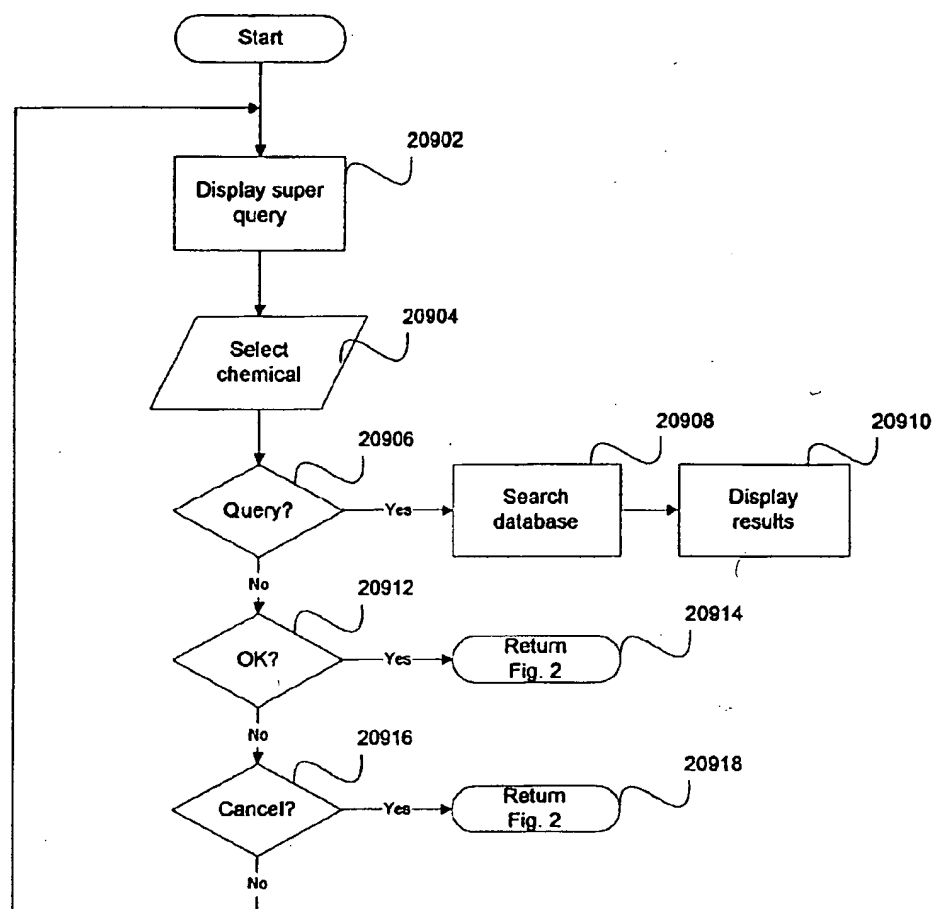 Start
20902
Display super
query
20904
Select
chemical
20906
Query?
Yes
20908
Search
database
20910
Display
results
No
20912
OK?
Yes
20914
Return
Fig. 2
No
20916
Cancel?
Yes
20918
Return
Fig. 2
No